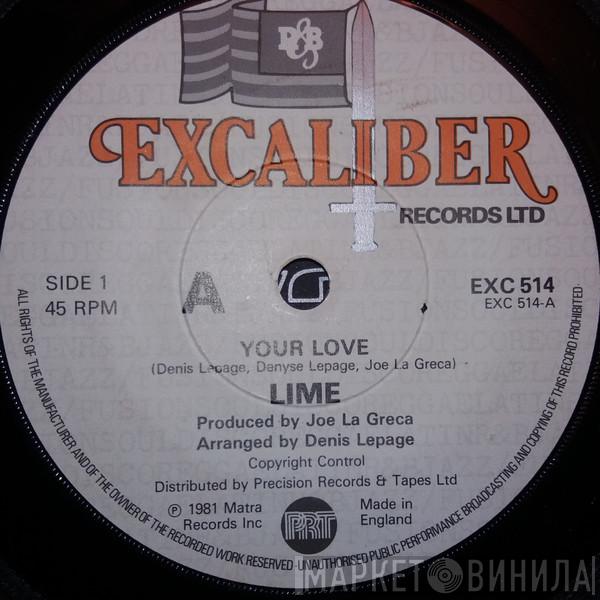 R&B
EXCALIBER
RECORDS LTD
SIDE 1
45 RPM
A
EXC 514
EXC 514-A
YOUR LOVE
(Denis Lepage, Denyse Lepage, Joe La Greca)
LIME
Produced by Joe La Greca
Arranged by Denis Lepage
Copyright Control
Distributed by Precision Records & Tapes Ltd
℗ 1981 Matra
Records Inc
PRT
Made in
England
ALL RIGHTS OF THE MANUFACTURER AND OF THE OWNER OF THE RECORDED WORK RESERVED·UNAUTHORISED PUBLIC PERFORMANCE BROADCASTING AND COPYING OF THIS RECORD PROHIBITED·
МАРКЕТ ВИНИЛА